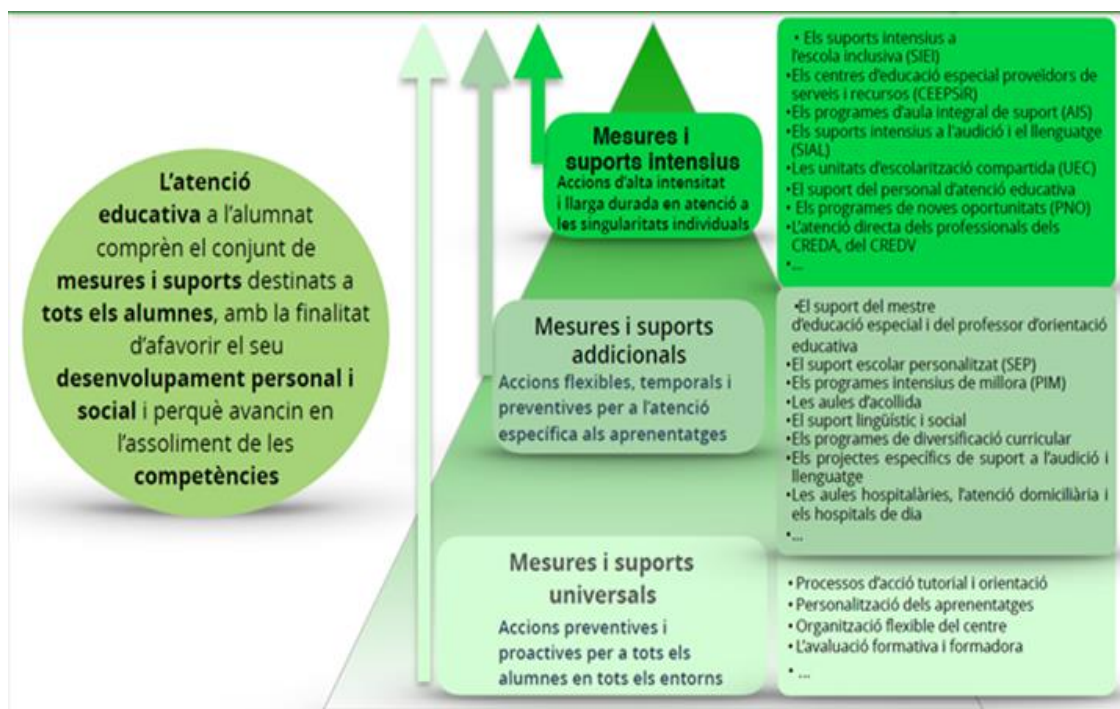 L'atenció
educativa a l'alumnat
comprèn el conjunt de
mesures i suports destinats a
tots els alumnes, amb la finalitat
d'afavorir el seu
desenvolupament personal i
social i perquè avancin en
l'assoliment de les
competències
Mesures i
suports intensius
Accions d'alta intensitat
i llarga durada en atenció a
les singularitats individuals
• Els suports intensius a
l'escola inclusiva (SIEI)
•Els centres d'educació especial proveïdors de
serveis i recursos (CEEPSIR)
•Els programes d'aula integral de suport (AIS)
•Els suports intensius a l'audició i el llenguatge
(SIAL)
•Les unitats d'escolarització compartida (UEC)
•El suport del personal d'atenció educativa
• Els programes de noves oportunitats (PNO)
•L'atenció directa dels professionals dels
CREDA, del CREDV
•...
Mesures i suports
addicionals
Accions flexibles, temporals i
preventives per a l'atenció
específica als aprenentatges
•El suport del mestre
d'educació especial i del professor d'orientació
educativa
•El suport escolar personalitzat (SEP)
•Els programes intensius de millora (PIM)
•Les aules d'acollida
•El suport lingüístic i social
•Els programes de diversificació curricular
•Els projectes específics de suport a l'audició i
llenguatge
•Les aules hospitalàries, l'atenció domiciliària i
els hospitals de dia
•...
Mesures i suports
universals
Accions preventives i
proactives per a tots els
alumnes en tots els entorns
• Processos d'acció tutorial i orientació
•Personalització dels aprenentatges
•Organització flexible del centre
•L'avaluació formativa i formadora
• ...